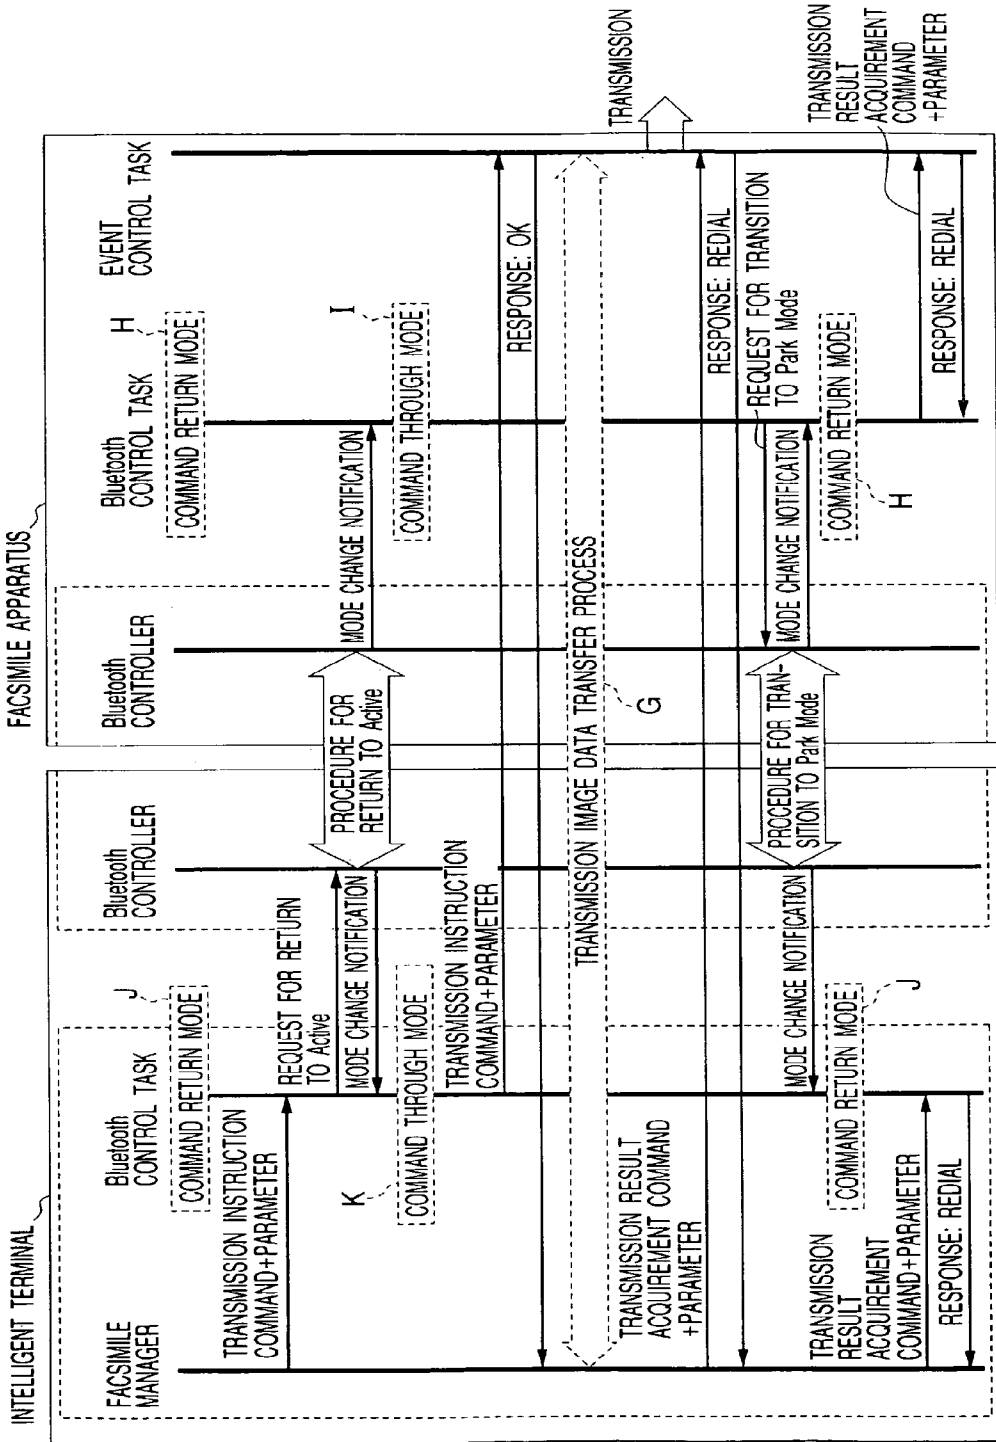 INTELLIGENT TERMINAL
FACSIMILE APPARATUS
FACSIMILE
MANAGER
Bluetooth
CONTROL TASK
Bluetooth
CONTROLLER
Bluetooth
CONTROLLER
Bluetooth
CONTROL TASK
EVENT
CONTROL TASK
COMMAND RETURN MODE
J
COMMAND RETURN MODE
H
TRANSMISSION INSTRUCTION
COMMAND+PARAMETER
REQUEST FOR RETURN
TO Active
MODE CHANGE NOTIFICATION
PROCEDURE FOR
RETURN TO Active
MODE CHANGE NOTIFICATION
K
COMMAND THROUGH MODE
I
COMMAND THROUGH MODE
TRANSMISSION INSTRUCTION
COMMAND+PARAMETER
RESPONSE: OK
TRANSMISSION IMAGE DATA TRANSFER PROCESS
G
TRANSMISSION
TRANSMISSION RESULT
ACQUIREMENT COMMAND
+PARAMETER
RESPONSE: REDIAL
REQUEST FOR TRANSITION
TO Park Mode
MODE CHANGE NOTIFICATION
PROCEDURE FOR TRAN-
SITION TO Park Mode
MODE CHANGE NOTIFICATION
COMMAND RETURN MODE
J
COMMAND RETURN MODE
H
TRANSMISSION
RESULT
ACQUIREMENT
COMMAND+PARAMETER
RESPONSE: REDIAL
TRANSMISSION
RESULT
ACQUIREMENT
COMMAND
+PARAMETER
RESPONSE: REDIAL